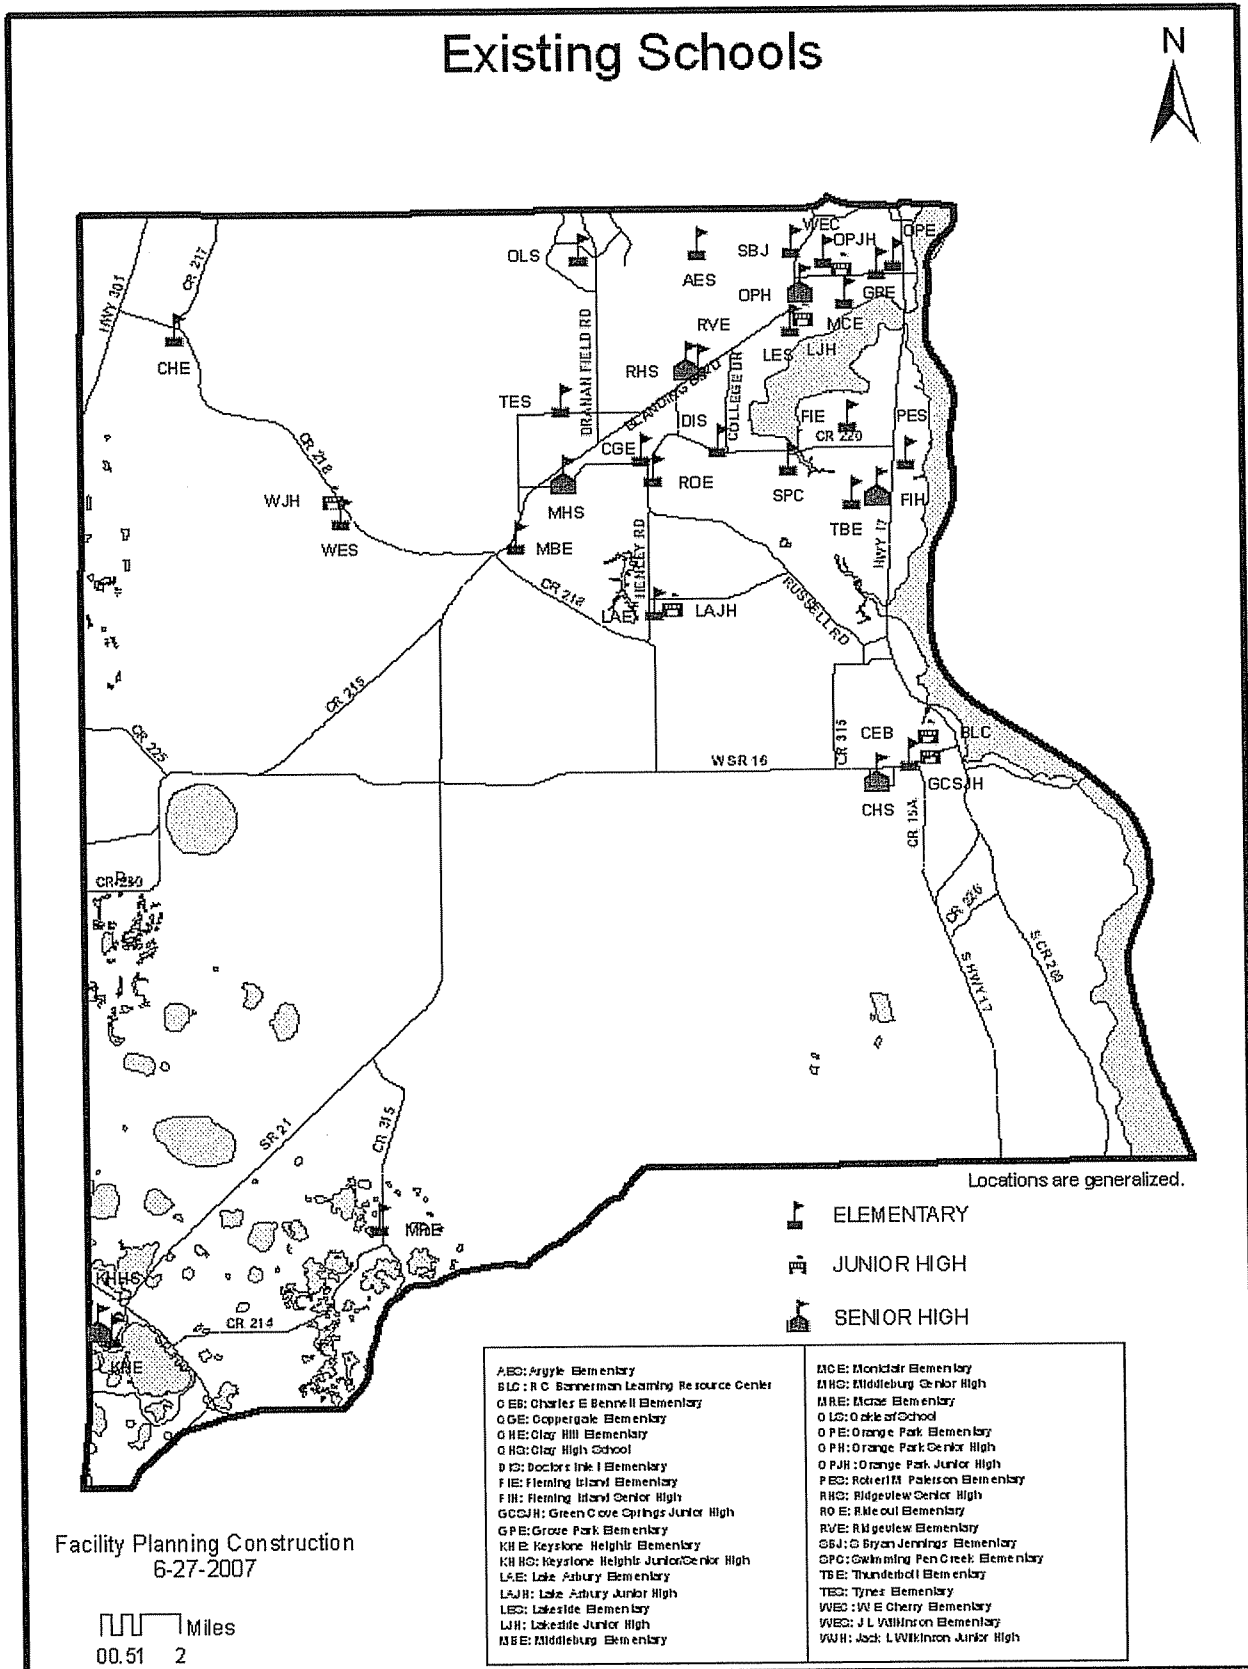 Existing Schools
N
WEC
OPE
OPJH
SBJ
OLS
AES
OPH
GRE
HWY 301
CR 217
MCE
RVE
LES
LJH
CHE
RHS
BRANAN FIELD RD
BLANDING BLVD
COLLEGE DR
TES
DIS
FIE
PES
CR 220
CGE
CR 218
ROE
SPC
WJH
MHS
FIH
TBE
WES
MBE
HENLEY RD
HWY 17
CR 218
RUSSELL RD
LAE
LAJH
CR 215
CR 225
CR 315
CEB
BLC
WSR 16
GCSJH
CHS
CR 15A
CR 230
CR 226
S HWY 17
S CR 209
SR 21
CR 315
Locations are generalized.
MRE
ELEMENTARY
KHHS
JUNIOR HIGH
CR 214
SENIOR HIGH
KHE
AES: Argyle Elementary
BLC: R C Bannerman Learning Resource Center
CEB: Charles E Bennett Elementary
CGE: Coppergate Elementary
CHE: Clay Hill Elementary
CHS: Clay High School
DIS: Doctors Inlet Elementary
FIE: Fleming Island Elementary
FIH: Fleming Island Senior High
GCSJH: Green Cove Springs Junior High
GPE: Grove Park Elementary
KHE: Keystone Heights Elementary
KHHS: Keystone Heights Junior/Senior High
LAE: Lake Asbury Elementary
LAJH: Lake Asbury Junior High
LES: Lakeside Elementary
LJH: Lakeside Junior High
MBE: Middleburg Elementary
MCE: Montclair Elementary
MHS: Middleburg Senior High
MRE: Mcrae Elementary
OLS: Oakleaf School
OPE: Orange Park Elementary
OPH: Orange Park Senior High
OPJH: Orange Park Junior High
PES: Robert M Paterson Elementary
RHS: Ridgeview Senior High
ROE: Rideout Elementary
RVE: Ridgeview Elementary
SBJ: S Bryan Jennings Elementary
SPC: Swimming Pen Creek Elementary
TBE: Thunderbolt Elementary
TES: Tynes Elementary
WEC: W E Cherry Elementary
WES: J L Wilkinson Elementary
WJH: Jack L Wilkinson Junior High
Facility Planning Construction
6-27-2007
Miles
00.51 2